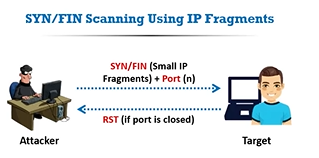 SYN/FIN Scanning Using IP Fragments
SYN/FIN (Small IP
Fragments) + Port (n)
RST (if port is closed)
Attacker
Target